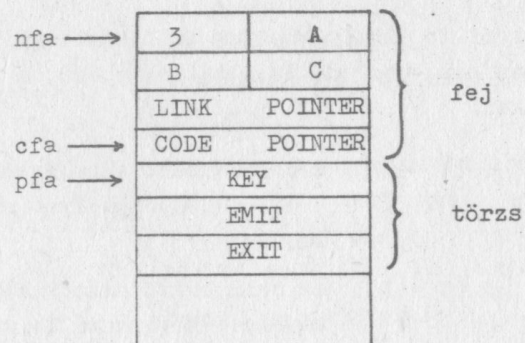 nfa → 3 A
B C
LINK POINTER
fej
cfa → CODE POINTER
pfa → KEY
EMIT
törzs
EXIT